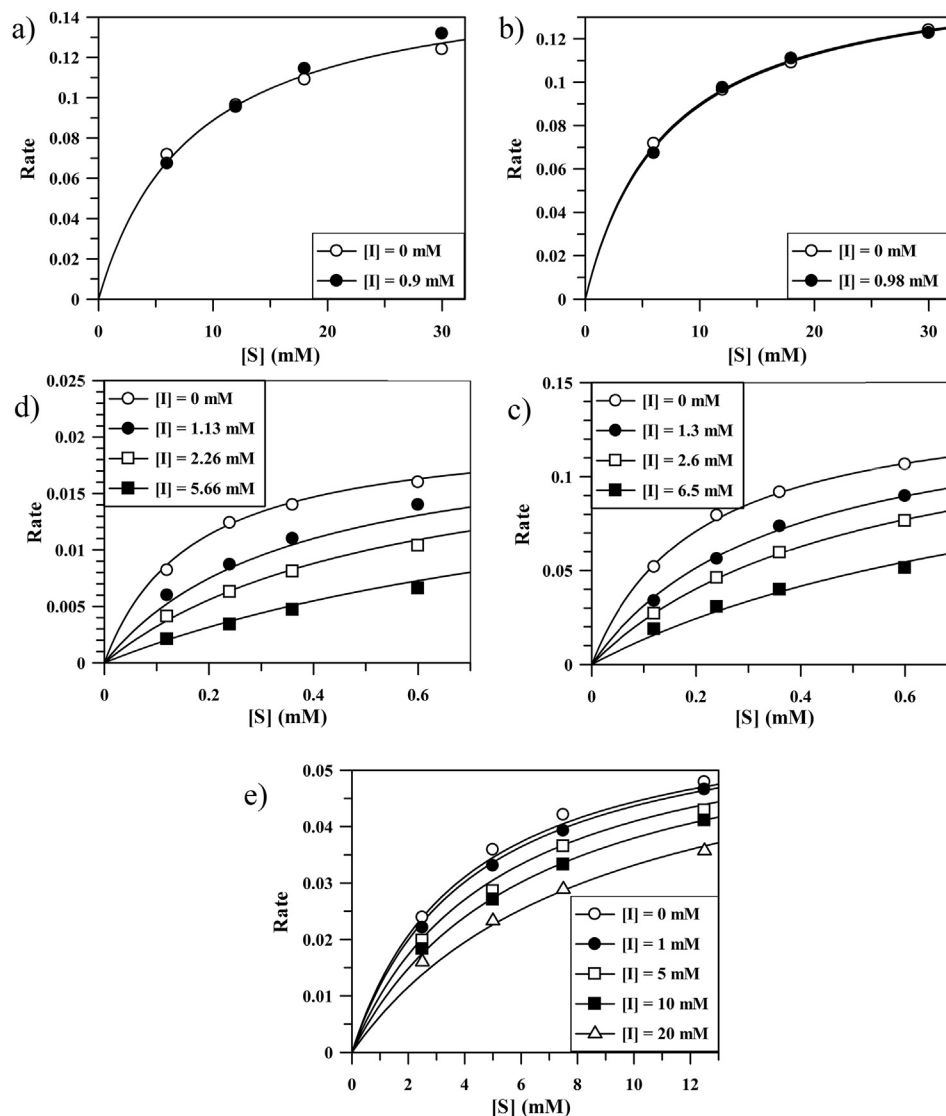 a)
0.14
0.12
0.1
0.08
0.06
0.04
0.02
0
Rate
[I] = 0 mM
[I] = 0.9 mM
0 10 20 30
[S] (mM)
b)
0.12
0.1
0.08
0.06
0.04
0.02
0
Rate
[I] = 0 mM
[I] = 0.98 mM
0 10 20 30
[S] (mM)
d)
0.025
0.02
0.015
0.01
0.005
0
Rate
[I] = 0 mM
[I] = 1.13 mM
[I] = 2.26 mM
[I] = 5.66 mM
0 0.2 0.4 0.6
[S] (mM)
c)
0.15
0.1
0.05
0
Rate
[I] = 0 mM
[I] = 1.3 mM
[I] = 2.6 mM
[I] = 6.5 mM
0 0.2 0.4 0.6
[S] (mM)
e)
0.05
0.04
0.03
0.02
0.01
0
Rate
[I] = 0 mM
[I] = 1 mM
[I] = 5 mM
[I] = 10 mM
[I] = 20 mM
0 2 4 6 8 10 12
[S] (mM)